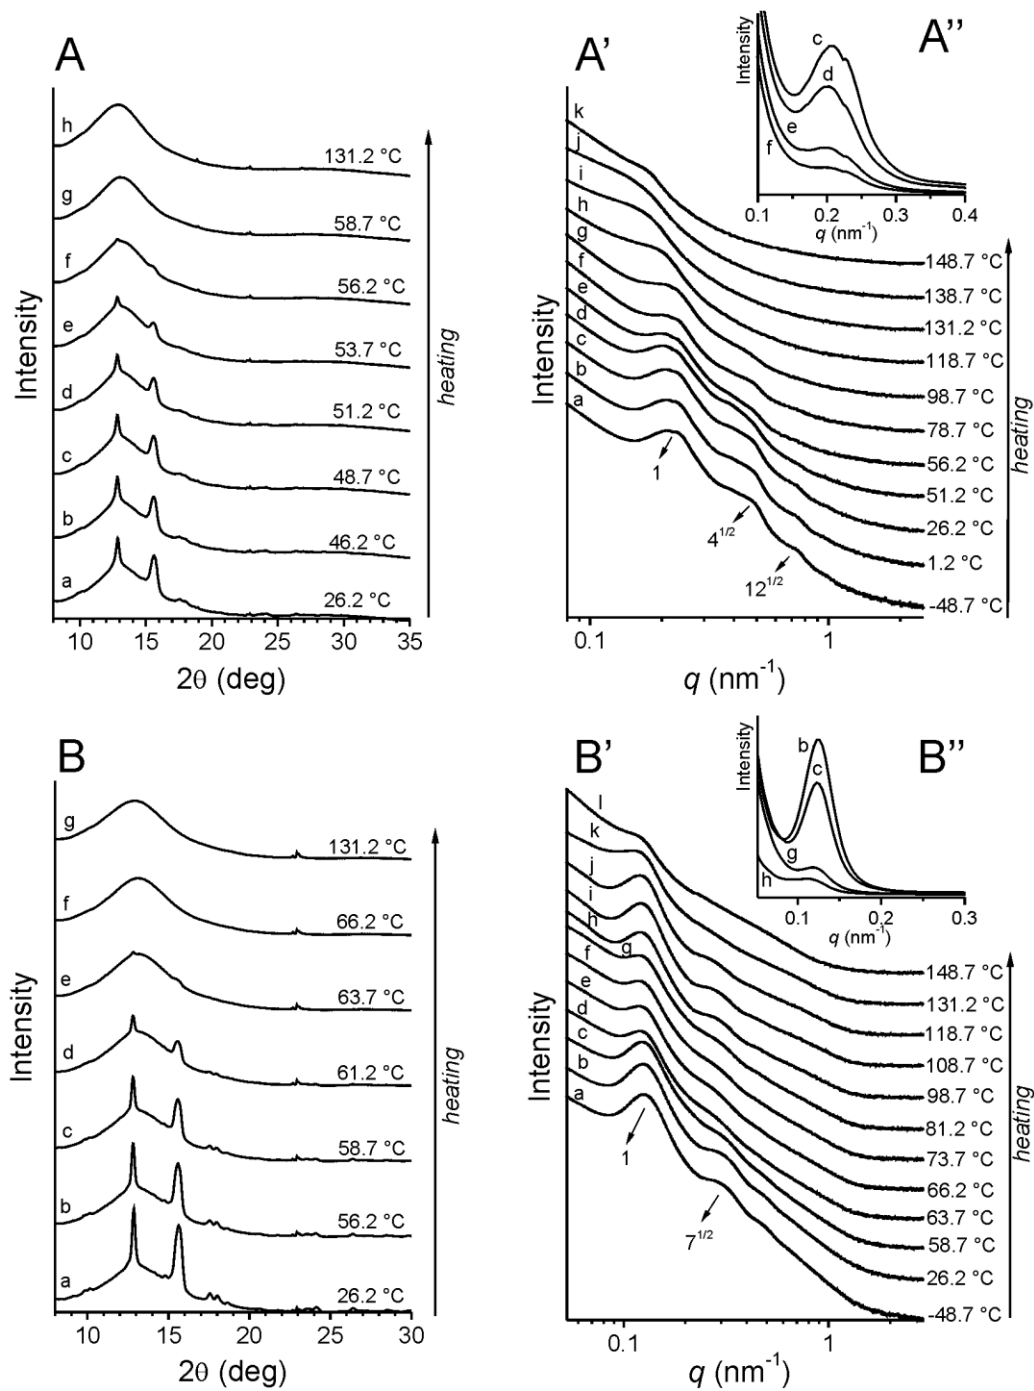 A
Intensity
h
131.2 °C
g
58.7 °C
f
56.2 °C
e
53.7 °C
d
51.2 °C
c
48.7 °C
b
46.2 °C
a
26.2 °C
heating
10 15 20 25 30 35
2θ (deg)
A’
Intensity
k
148.7 °C
j
138.7 °C
i
131.2 °C
h
118.7 °C
g
98.7 °C
f
78.7 °C
e
56.2 °C
d
51.2 °C
c
26.2 °C
b
1.2 °C
a
-48.7 °C
1
4^1/2
12^1/2
heating
0.1 1
q (nm⁻¹)
A’’
Intensity
c
d
e
f
0.1 0.2 0.3 0.4
q (nm⁻¹)
B
Intensity
g
131.2 °C
f
66.2 °C
e
63.7 °C
d
61.2 °C
c
58.7 °C
b
56.2 °C
a
26.2 °C
heating
10 15 20 25 30
2θ (deg)
B’
Intensity
l
148.7 °C
k
131.2 °C
j
118.7 °C
i
108.7 °C
h
98.7 °C
g
81.2 °C
f
73.7 °C
e
66.2 °C
d
63.7 °C
c
58.7 °C
b
26.2 °C
a
-48.7 °C
1
7^1/2
heating
0.1 1
q (nm⁻¹)
B’’
Intensity
b
c
g
h
0.1 0.2 0.3
q (nm⁻¹)